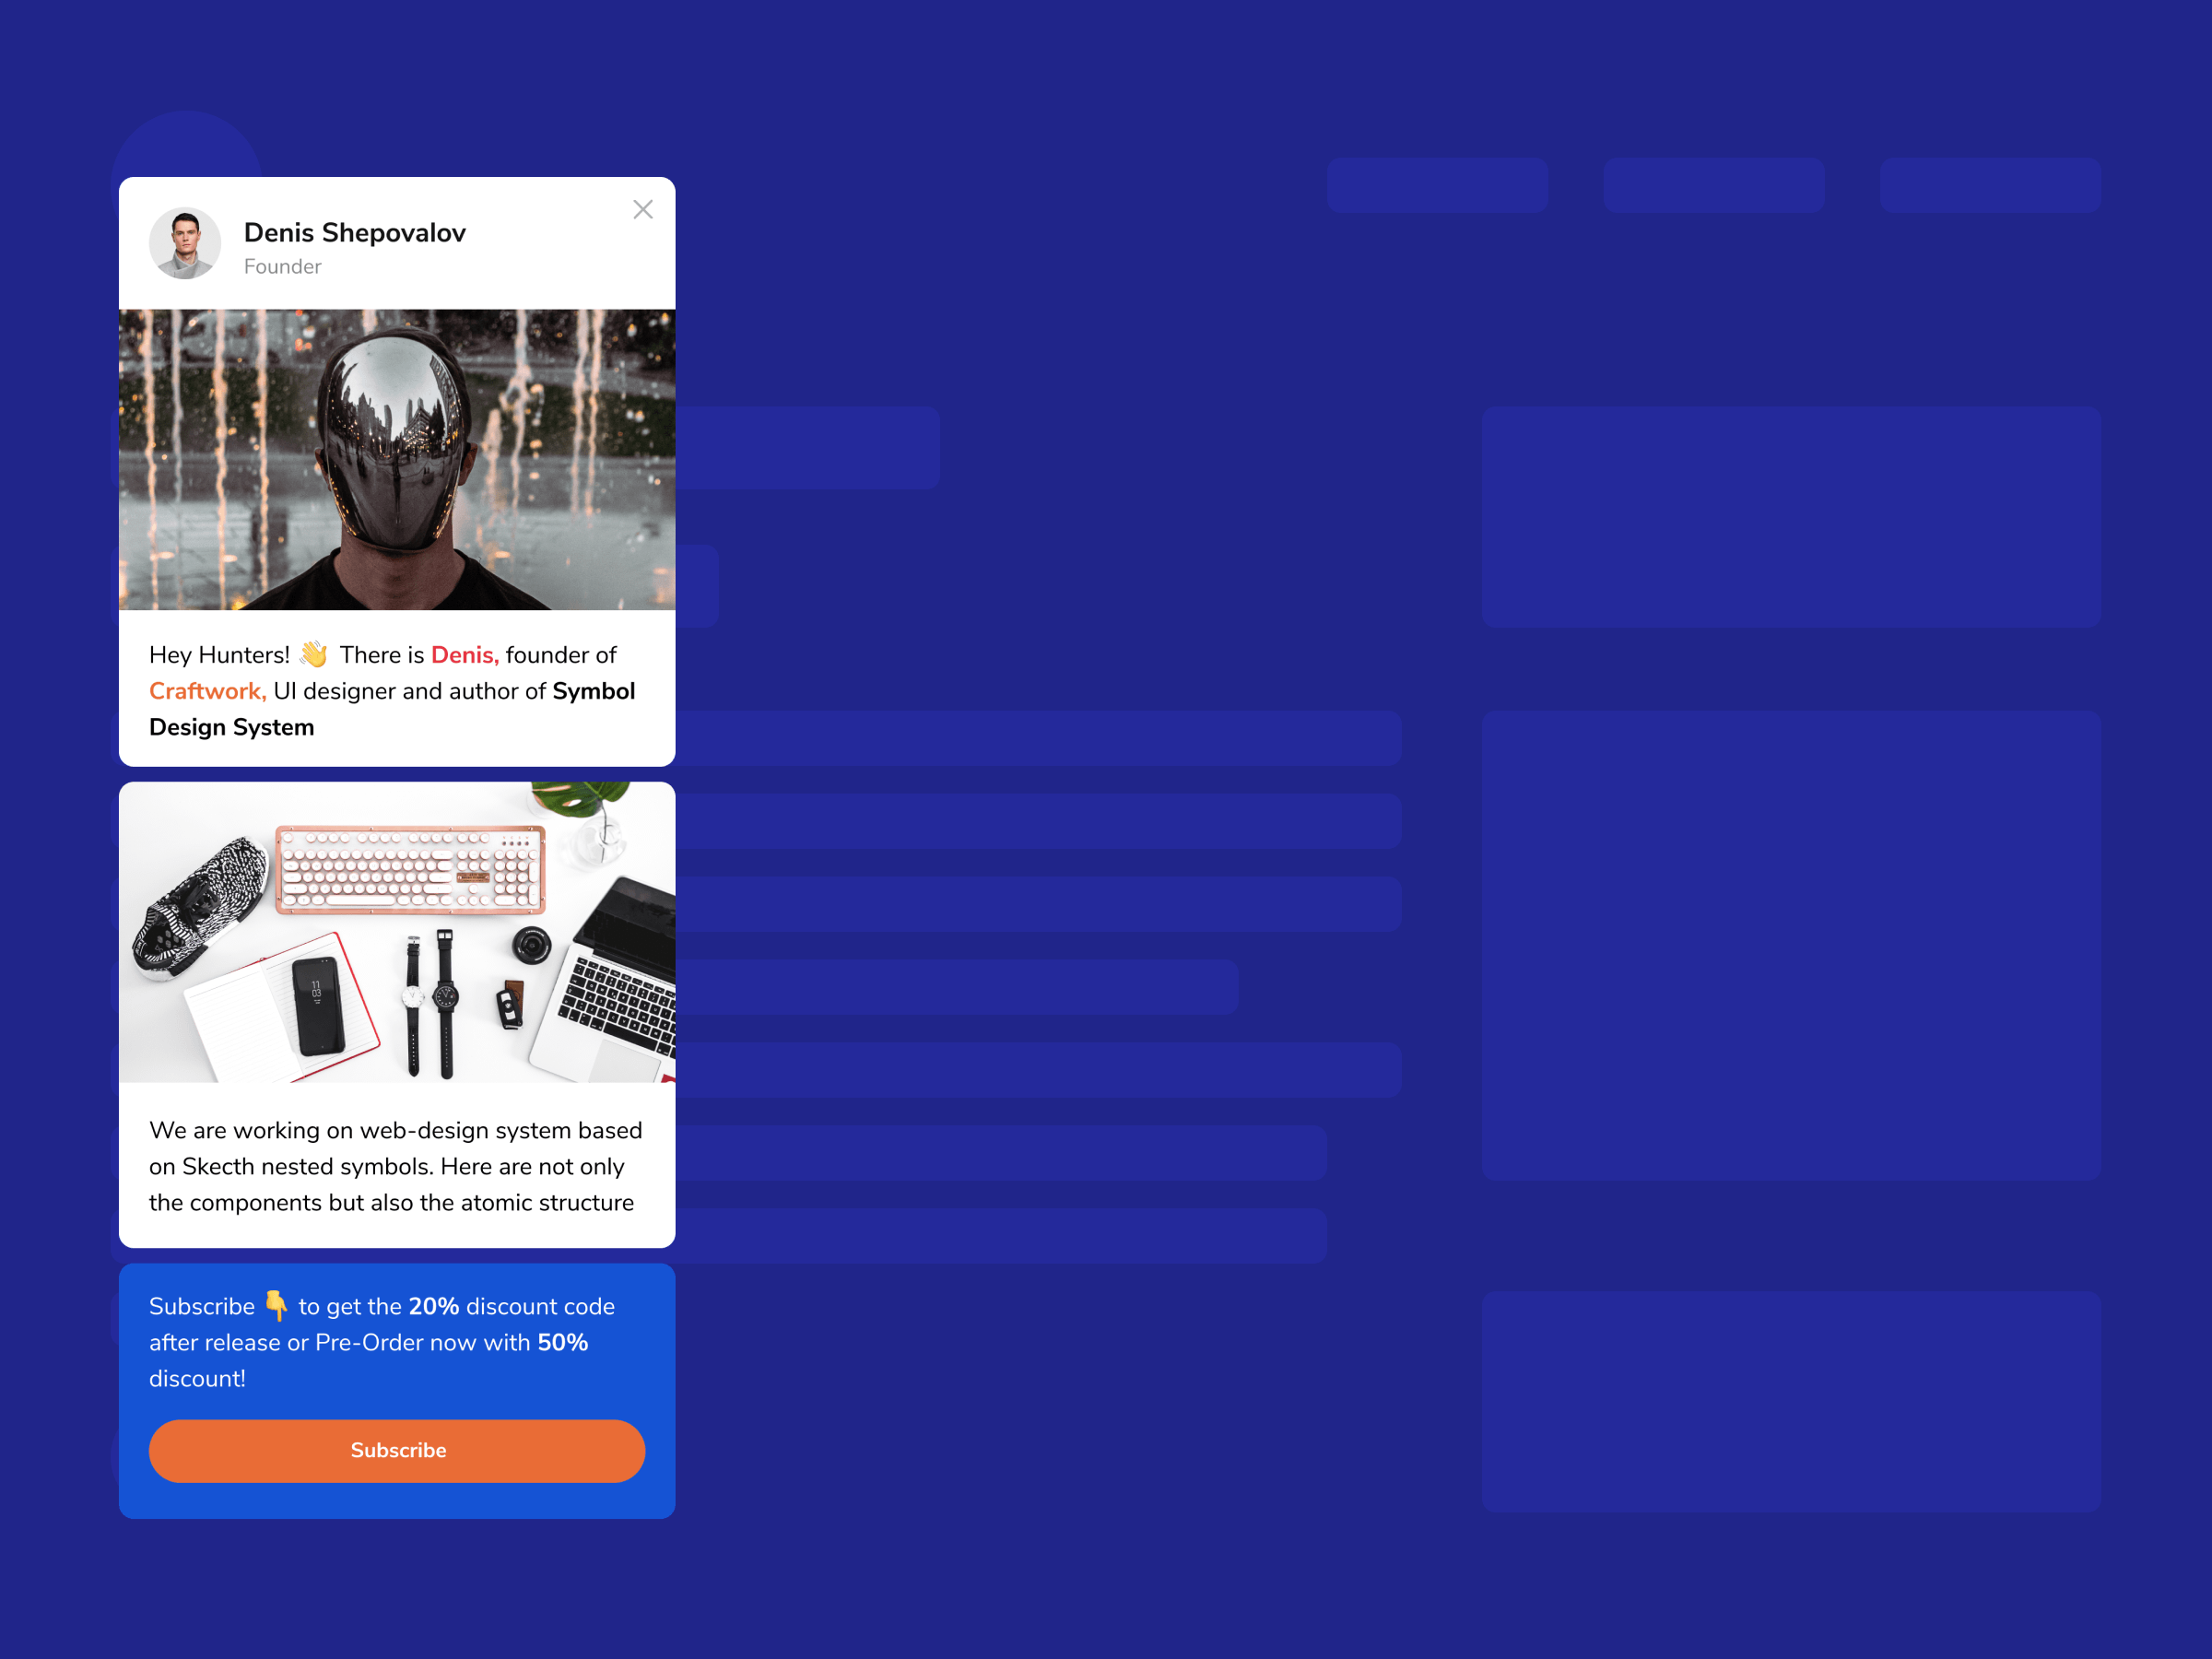 Denis Shepovalov
Founder
Hey Hunters! 👋 There is Denis, founder of
Craftwork, UI designer and author of Symbol
Design System
11
03
We are working on web-design system based
on Skecth nested symbols. Here are not only
the components but also the atomic structure
Subscribe 👇 to get the 20% discount code
after release or Pre-Order now with 50%
discount!
Subscribe